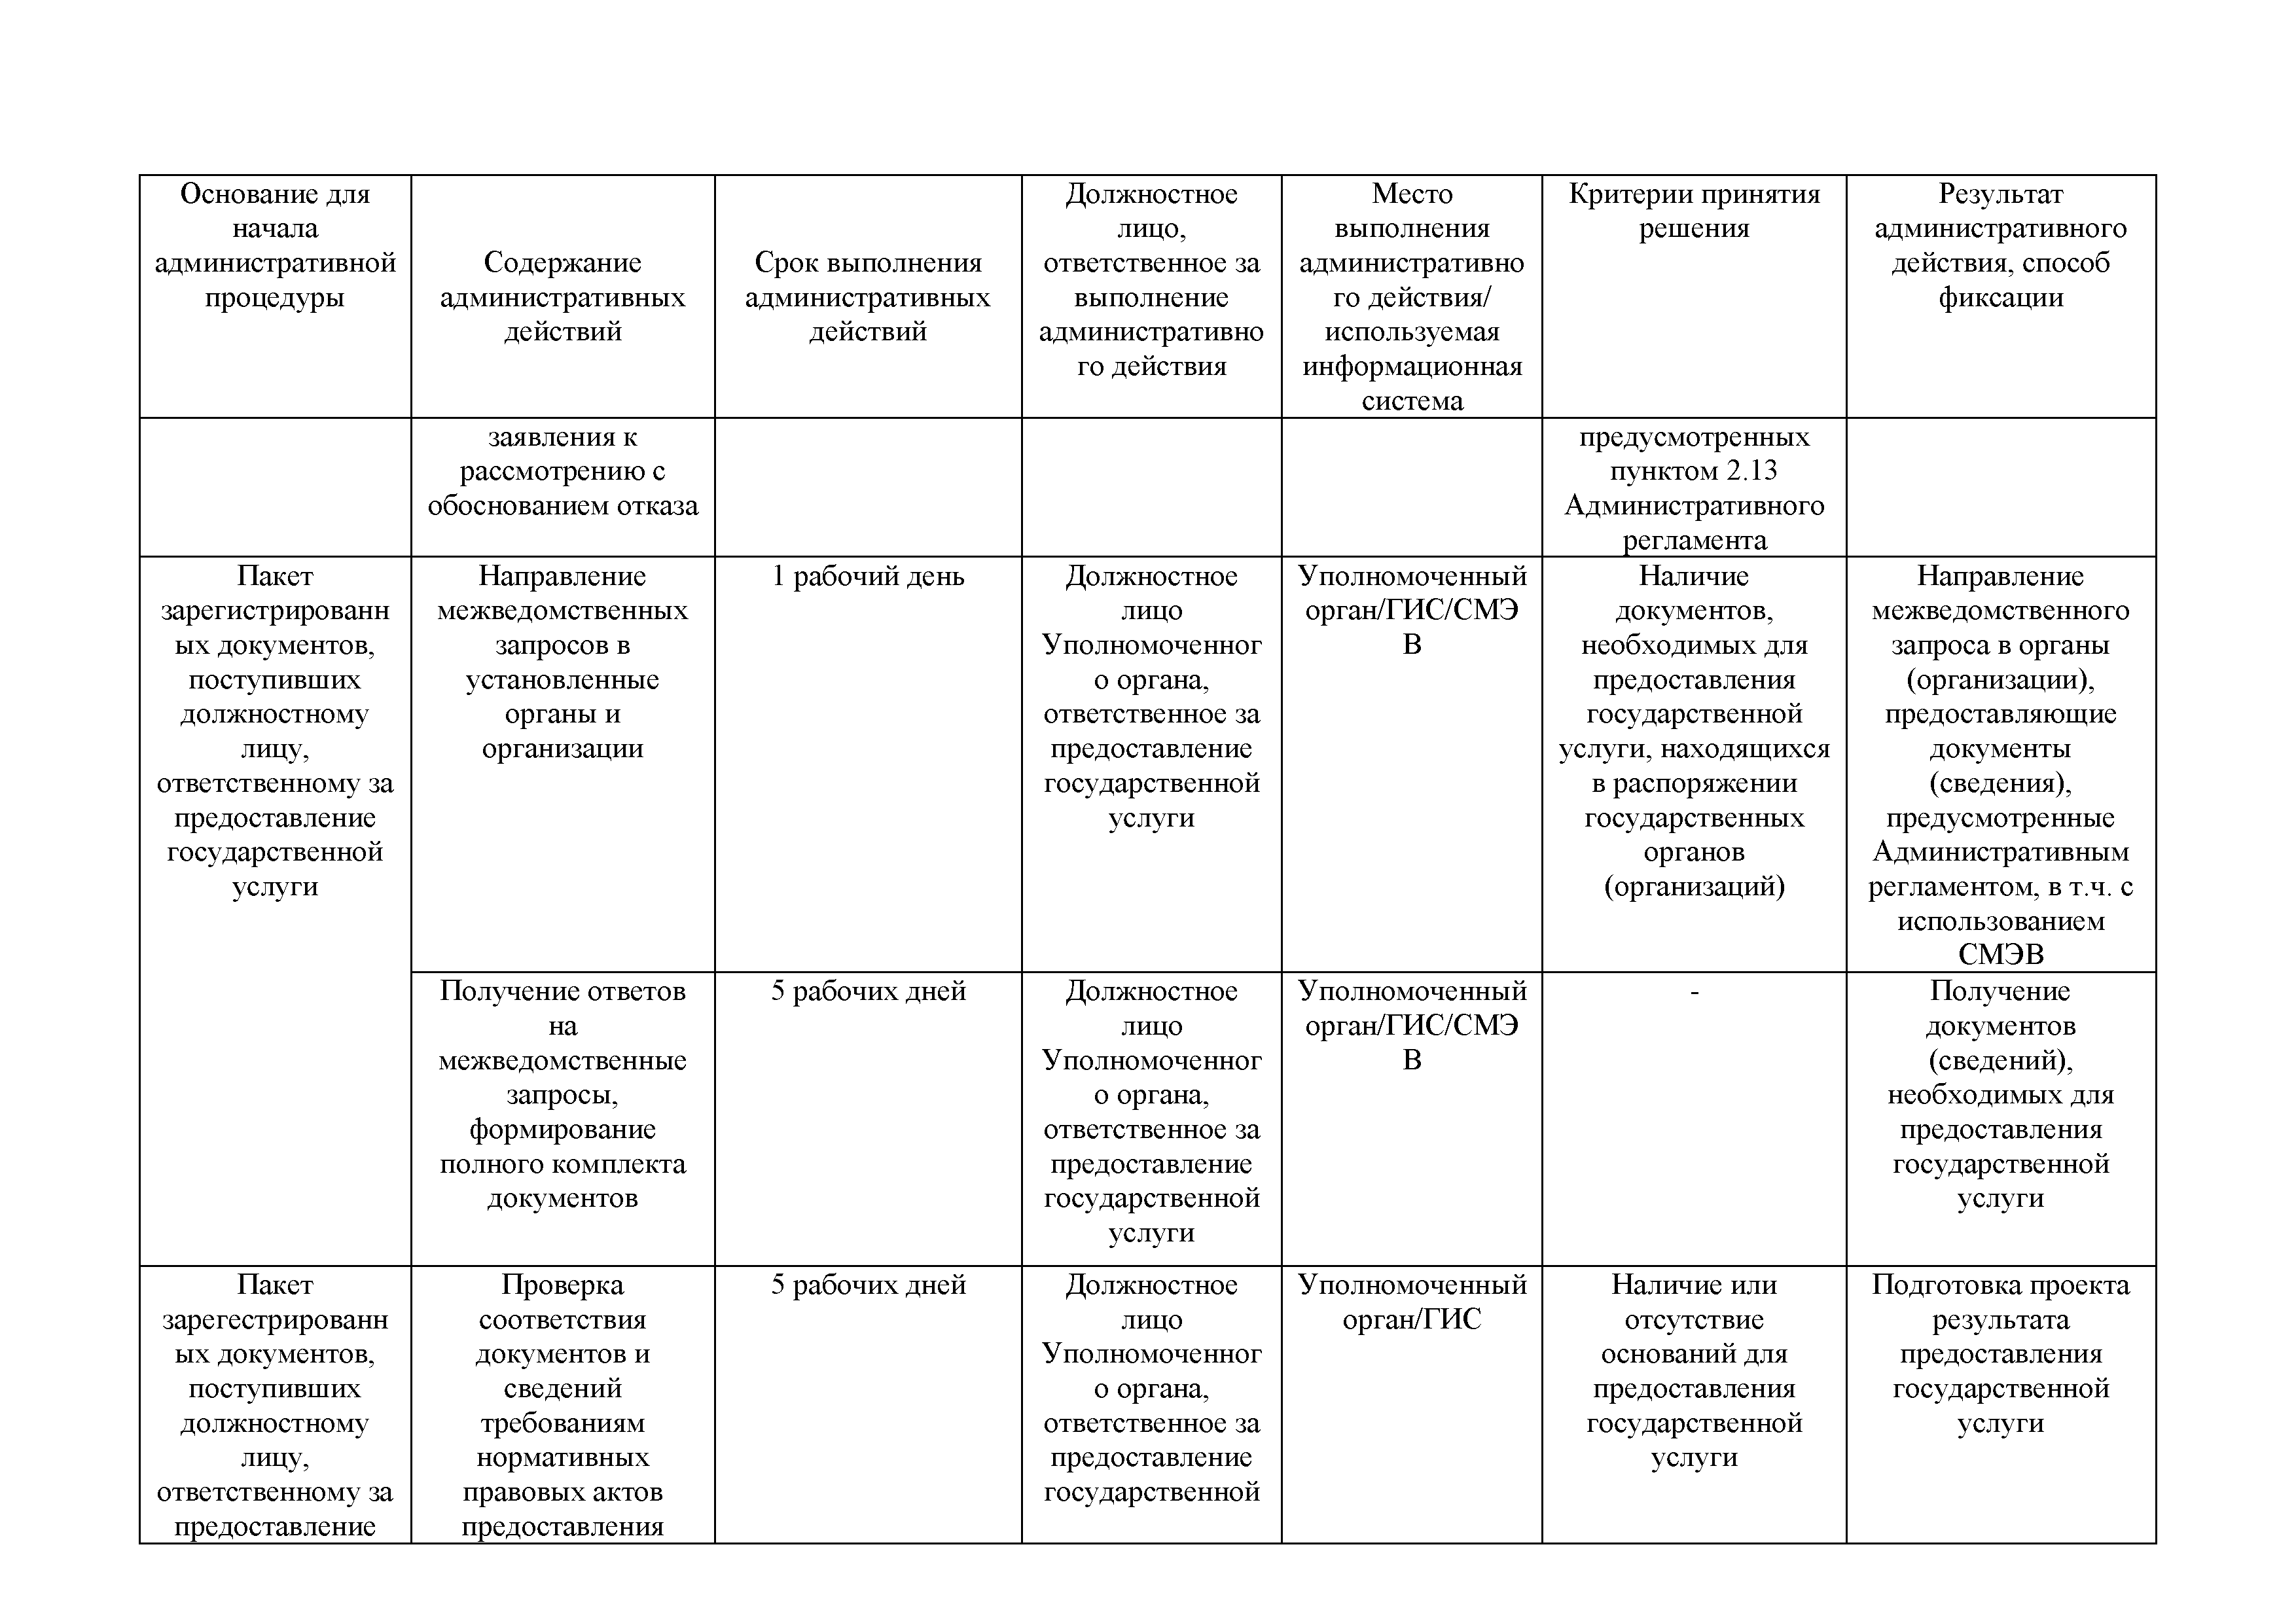 Основание для
начала
административной
процедуры
Содержание
административных
действий
Срок выполнения
административных
действий
Должностное
лицо,
ответственное за
выполнение
административно
го действия
Место
выполнения
административно
го действия/
используемая
информационная
система
Критерии принятия
решения
Результат
административного
действия, способ
фиксации
заявления к
рассмотрению с
обоснованием отказа
предусмотренных
пунктом 2.13
Административного
регламента
Пакет
зарегистрированн
ых документов,
поступивших
должностному
лицу,
ответственному за
предоставление
государственной
услуги
Направление
межведомственных
запросов в
установленные
органы и
организации
1 рабочий день
Должностное
лицо
Уполномоченног
о органа,
ответственное за
предоставление
государственной
услуги
Уполномоченный
орган/ГИС/СМЭ
В
Наличие
документов,
необходимых для
предоставления
государственной
услуги, находящихся
в распоряжении
государственных
органов
(организаций)
Направление
межведомственного
запроса в органы
(организации),
предоставляющие
документы
(сведения),
предусмотренные
Административным
регламентом, в т.ч. с
использованием
СМЭВ
Получение ответов
на
межведомственные
запросы,
формирование
полного комплекта
документов
5 рабочих дней
Должностное
лицо
Уполномоченног
о органа,
ответственное за
предоставление
государственной
услуги
Уполномоченный
орган/ГИС/СМЭ
В
-
Получение
документов
(сведений),
необходимых для
предоставления
государственной
услуги
Пакет
зарегестрированн
ых документов,
поступивших
должностному
лицу,
ответственному за
предоставление
Проверка
соответствия
документов и
сведений
требованиям
нормативных
правовых актов
предоставления
5 рабочих дней
Должностное
лицо
Уполномоченног
о органа,
ответственное за
предоставление
государственной
Уполномоченный
орган/ГИС
Наличие или
отсутствие
оснований для
предоставления
государственной
услуги
Подготовка проекта
результата
предоставления
государственной
услуги